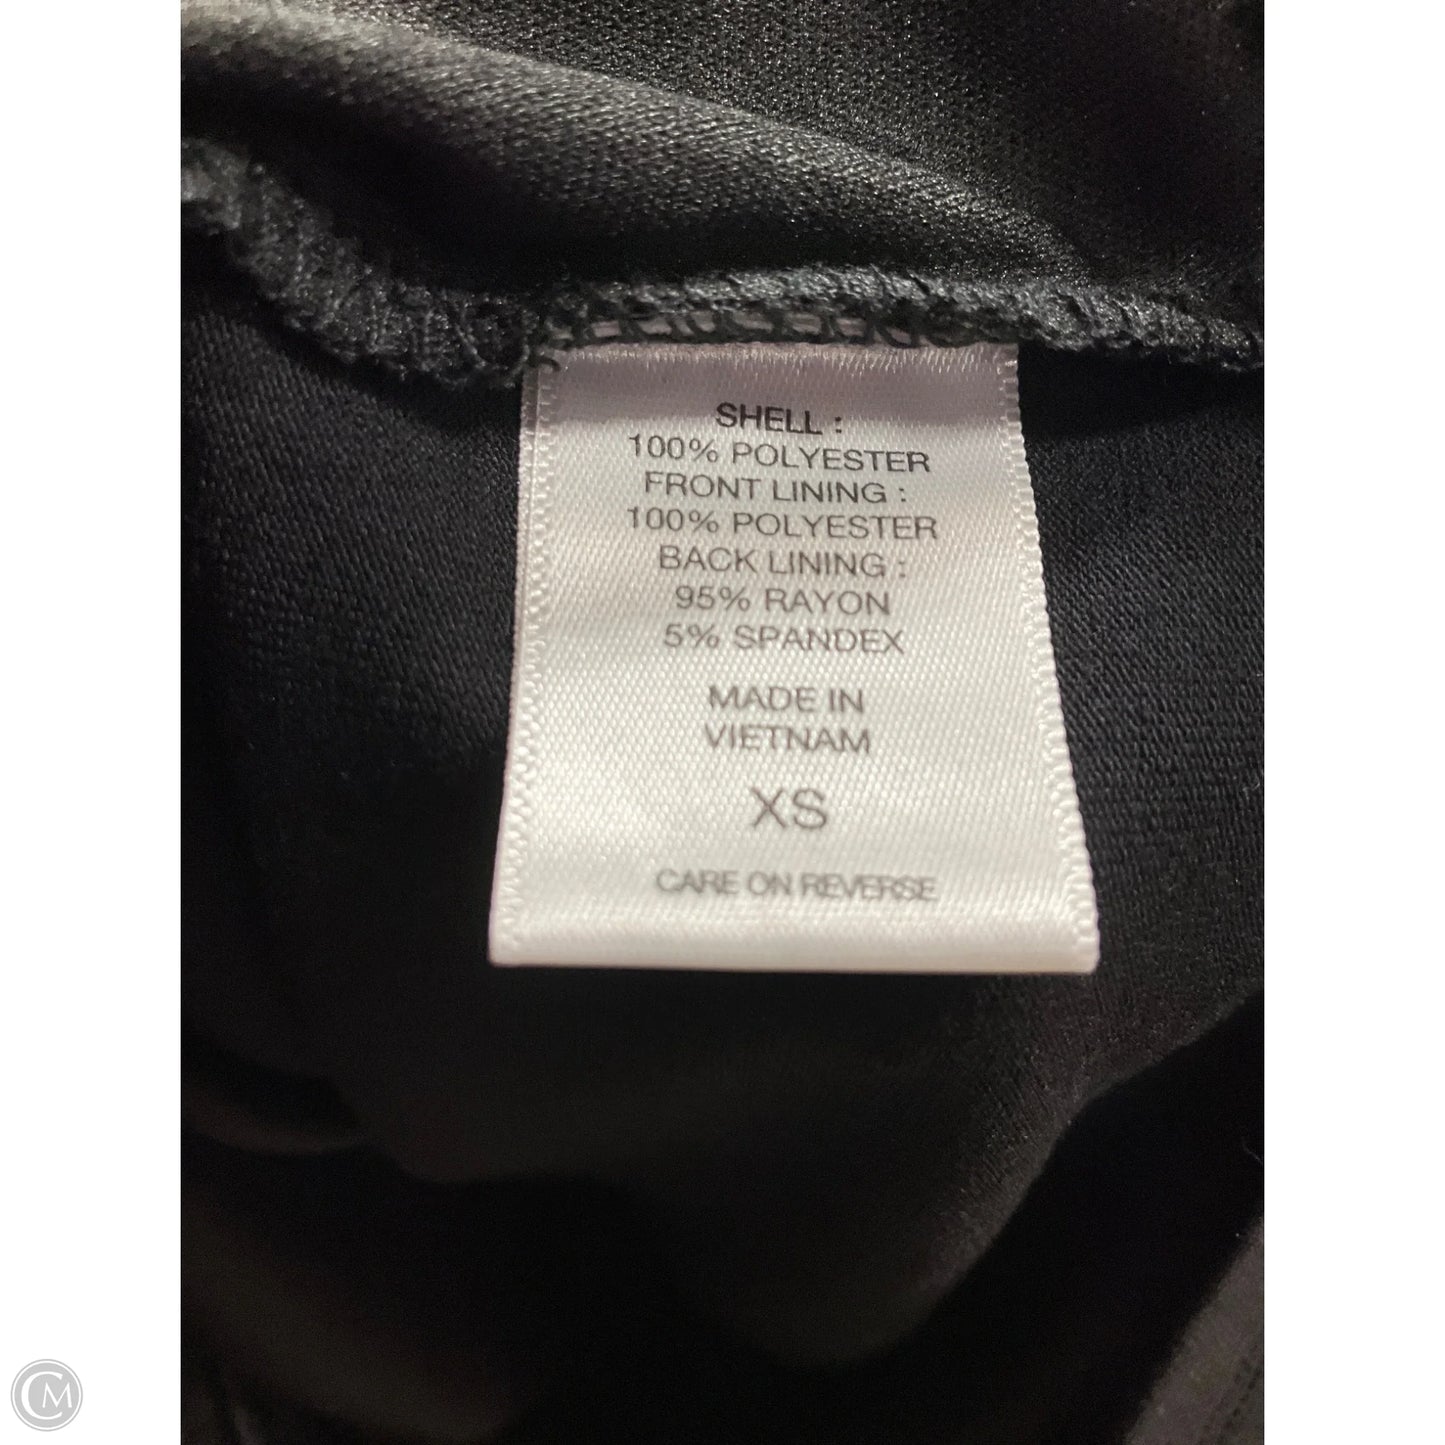 SHELL :
100% POLYESTER
FRONT LINING :
100% POLYESTER
BACK LINING :
95% RAYON
5% SPANDEX
MADE IN
VIETNAM
XS
CARE ON REVERSE
CM